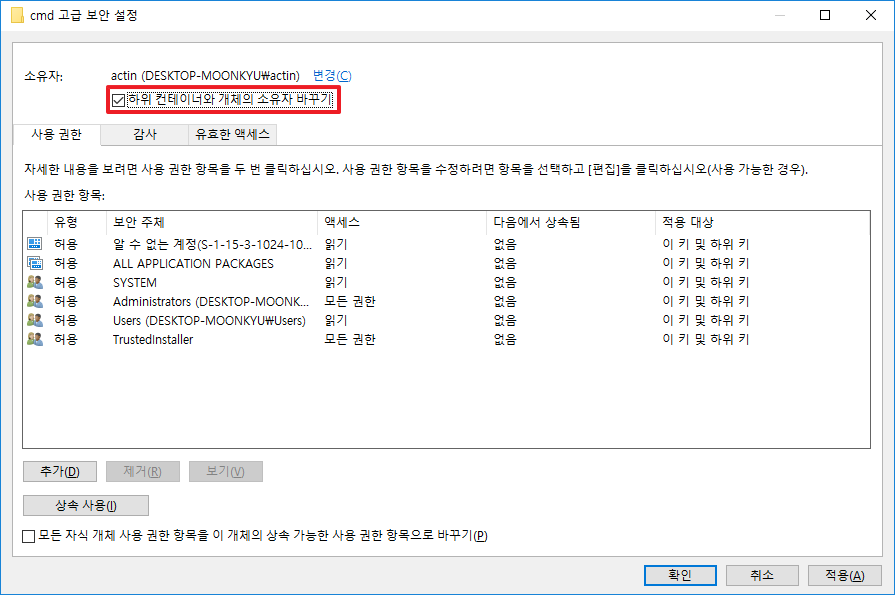 cmd 고급 보안 설정
소유자: actin (DESKTOP-MOONKYU₩actin) 변경(C)
하위 컨테이너와 개체의 소유자 바꾸기
사용 권한 감사 유효한 액세스
자세한 내용을 보려면 사용 권한 항목을 두 번 클릭하십시오. 사용 권한 항목을 수정하려면 항목을 선택하고 [편집]을 클릭하십시오(사용 가능한 경우).
사용 권한 항목:
유형 보안 주체 액세스 다음에서 상속됨 적용 대상
허용 알 수 없는 계정(S-1-15-3-1024-10... 읽기 없음 이 키 및 하위 키
허용 ALL APPLICATION PACKAGES 읽기 없음 이 키 및 하위 키
허용 SYSTEM 읽기 없음 이 키 및 하위 키
허용 Administrators (DESKTOP-MOONK... 모든 권한 없음 이 키 및 하위 키
허용 Users (DESKTOP-MOONKYU₩Users) 읽기 없음 이 키 및 하위 키
허용 TrustedInstaller 모든 권한 없음 이 키 및 하위 키
추가(D) 제거(R) 보기(V)
상속 사용(I)
모든 자식 개체 사용 권한 항목을 이 개체의 상속 가능한 사용 권한 항목으로 바꾸기(P)
확인 취소 적용(A)